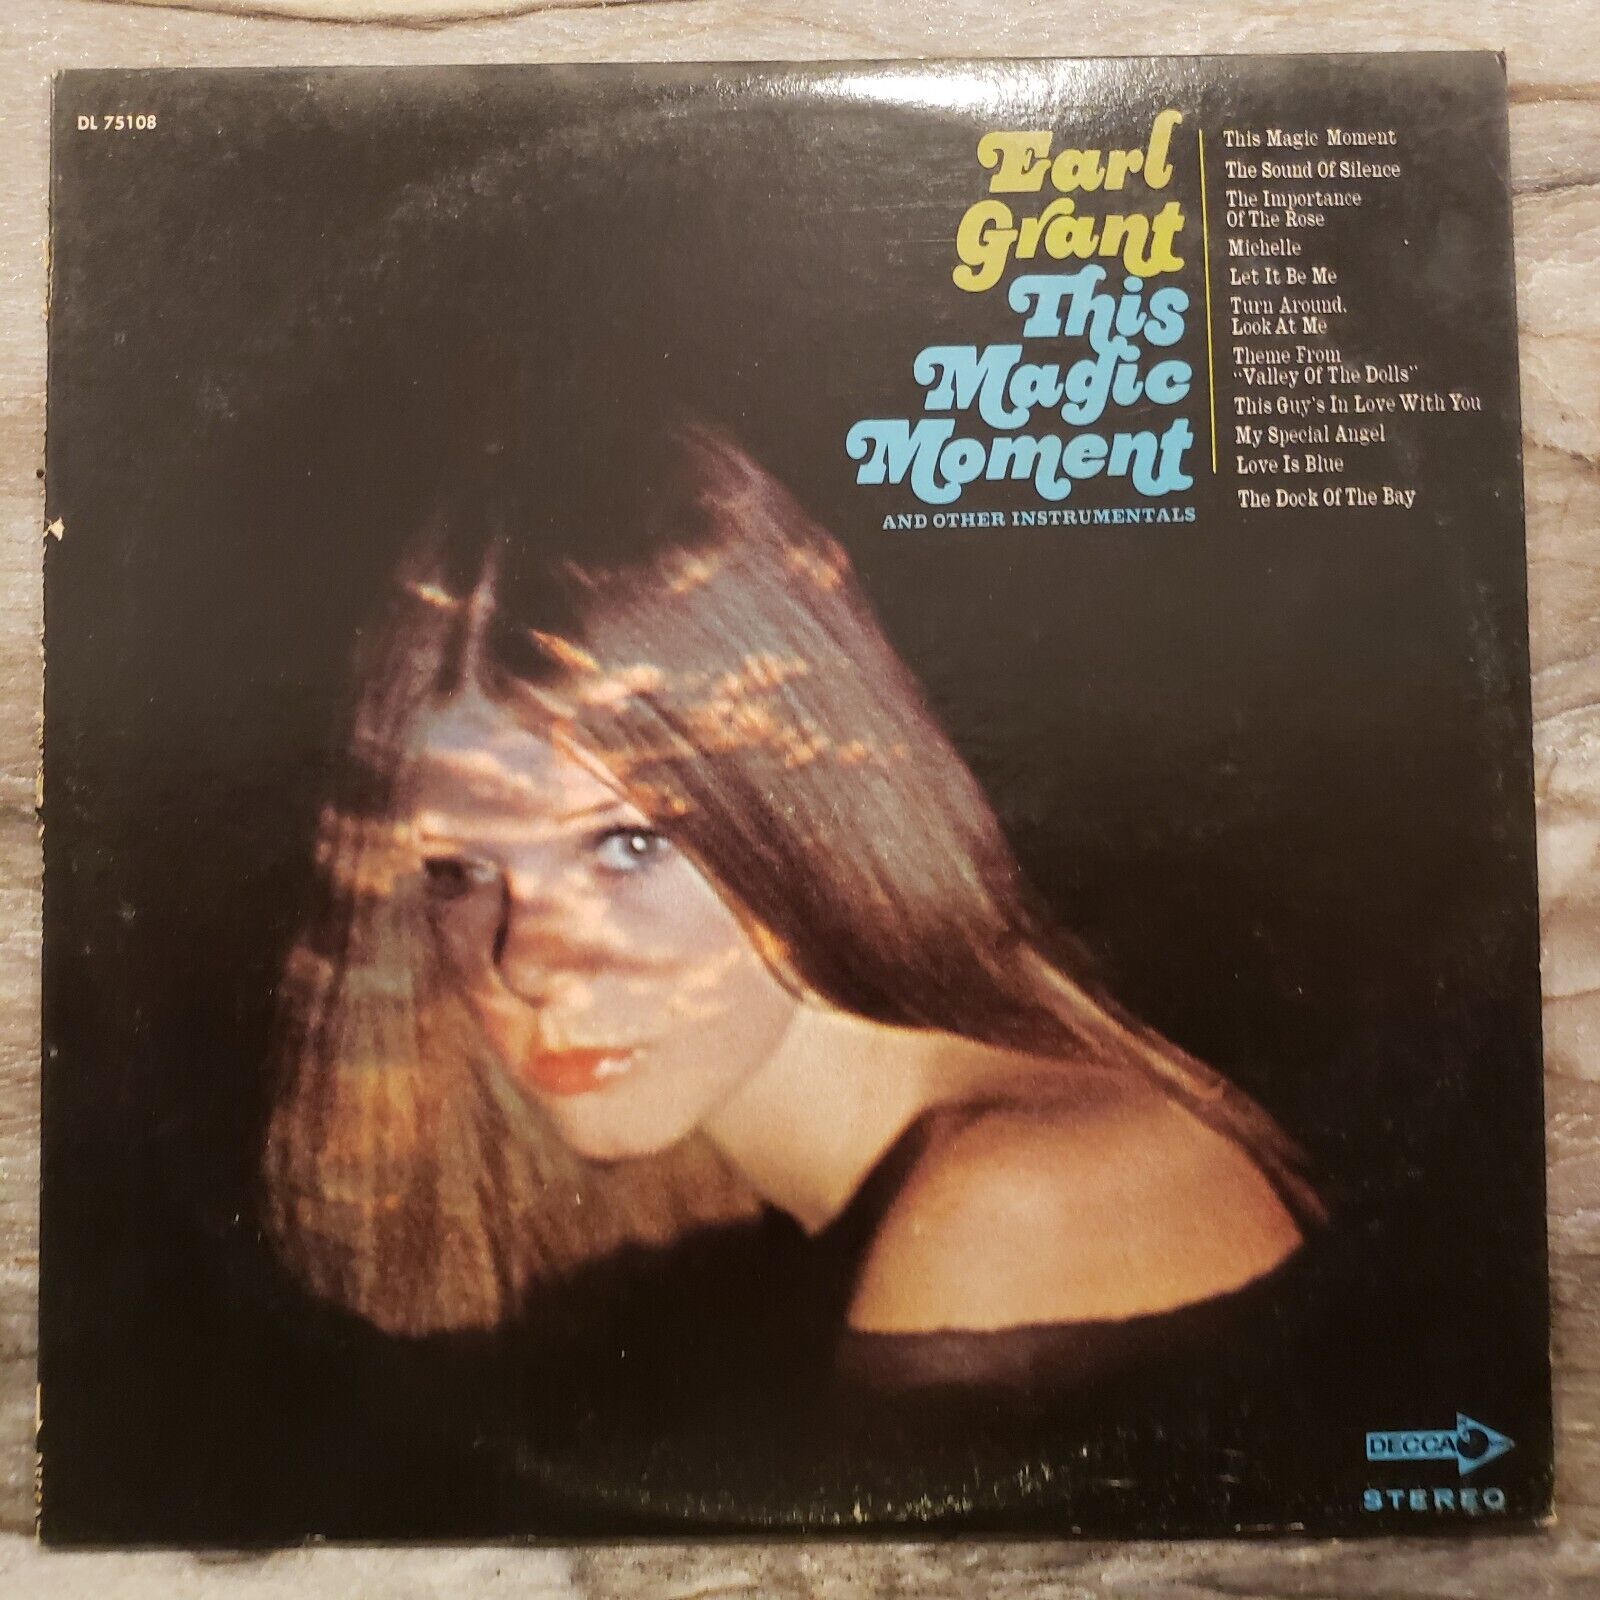 DL 75108
Earl
Grant
This
Magic
Moment
AND OTHER INSTRUMENTALS
This Magic Moment
The Sound Of Silence
The Importance
Of The Rose
Michelle
Let It Be Me
Turn Around,
Look At Me
Theme From
"Valley Of The Dolls"
This Guy's In Love With You
My Special Angel
Love Is Blue
The Dock Of The Bay
DECCA
STEREO